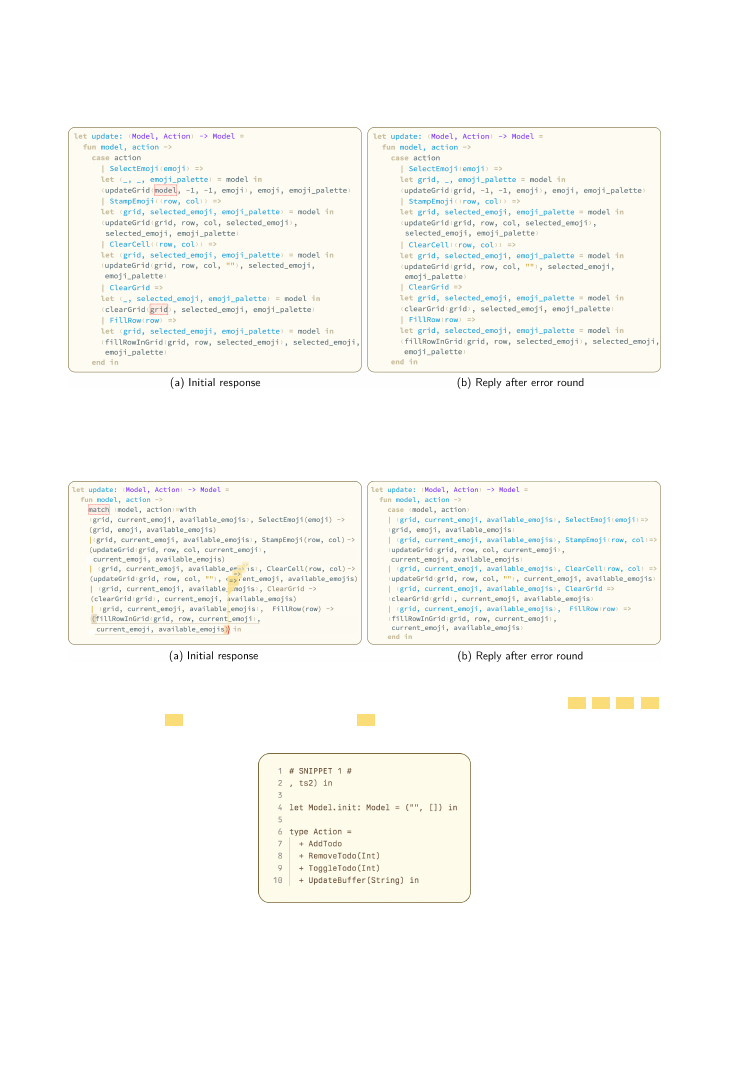 let update: (Model, Action) -> Model =
fun model, action ->
case action
| SelectEmoji(emoji) =>
let (_, _, emoji_palette) = model in
(updateGrid(model, -1, -1, emoji), emoji, emoji_palette)
| StampEmoji((row, col)) =>
let (grid, selected_emoji, emoji_palette) = model in
(updateGrid(grid, row, col, selected_emoji),
selected_emoji, emoji_palette)
| ClearCell((row, col)) =>
let (grid, selected_emoji, emoji_palette) = model in
(updateGrid(grid, row, col, ""), selected_emoji,
emoji_palette)
| ClearGrid =>
let (_, selected_emoji, emoji_palette) = model in
(clearGrid(grid), selected_emoji, emoji_palette)
| FillRow(row) =>
let (grid, selected_emoji, emoji_palette) = model in
(fillRowInGrid(grid, row, selected_emoji), selected_emoji,
emoji_palette)
end in
(a) Initial response
let update: (Model, Action) -> Model =
fun model, action ->
case action
| SelectEmoji(emoji) =>
let grid, _, emoji_palette = model in
(updateGrid(grid, -1, -1, emoji), emoji, emoji_palette)
| StampEmoji((row, col)) =>
let grid, selected_emoji, emoji_palette = model in
(updateGrid(grid, row, col, selected_emoji),
selected_emoji, emoji_palette)
| ClearCell((row, col)) =>
let grid, selected_emoji, emoji_palette = model in
(updateGrid(grid, row, col, ""), selected_emoji,
emoji_palette)
| ClearGrid =>
let grid, selected_emoji, emoji_palette = model in
(clearGrid(grid), selected_emoji, emoji_palette)
| FillRow(row) =>
let grid, selected_emoji, emoji_palette = model in
(fillRowInGrid(grid, row, selected_emoji), selected_emoji,
emoji_palette)
end in
(b) Reply after error round
let update: (Model, Action) -> Model =
fun model, action ->
match (model, action) with
(grid, current_emoji, available_emojis), SelectEmoji(emoji) ->
(grid, emoji, available_emojis)
|(grid, current_emoji, available_emojis), StampEmoji(row, col)->
(updateGrid(grid, row, col, current_emoji),
current_emoji, available_emojis)
| (grid, current_emoji, available_emojis), ClearCell(row, col)->
(updateGrid(grid, row, col, ""), current_emoji, available_emojis)
| (grid, current_emoji, available_emojis), ClearGrid ->
(clearGrid(grid), current_emoji, available_emojis)
| (grid, current_emoji, available_emojis), FillRow(row) ->
(fillRowInGrid(grid, row, current_emoji),
current_emoji, available_emojis)) in
(a) Initial response
let update: (Model, Action) -> Model =
fun model, action ->
case (model, action)
| (grid, current_emoji, available_emojis), SelectEmoji(emoji)=>
(grid, emoji, available_emojis)
| (grid, current_emoji, available_emojis), StampEmoji(row, col)=>
(updateGrid(grid, row, col, current_emoji),
current_emoji, available_emojis)
| (grid, current_emoji, available_emojis), ClearCell(row, col) =>
(updateGrid(grid, row, col, ""), current_emoji, available_emojis)
| (grid, current_emoji, available_emojis), ClearGrid =>
(clearGrid(grid), current_emoji, available_emojis)
| (grid, current_emoji, available_emojis), FillRow(row) =>
(fillRowInGrid(grid, row, current_emoji),
current_emoji, available_emojis)
end in
(b) Reply after error round
1 # SNIPPET 1 #
2 , ts2) in
3
4 let Model.init: Model = ("", []) in
5
6 type Action =
7 + AddTodo
8 + RemoveTodo(Int)
9 + ToggleTodo(Int)
10 + UpdateBuffer(String) in